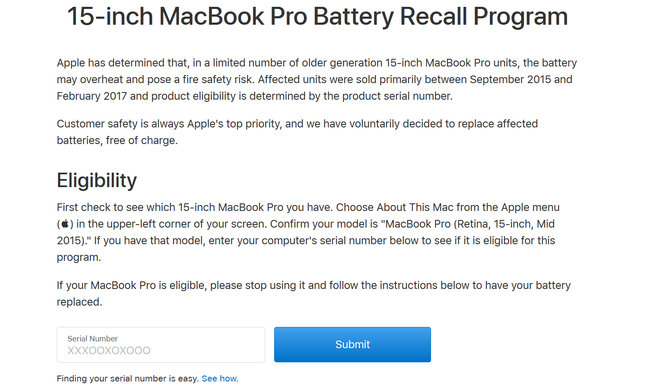 15-inch MacBook Pro Battery Recall Program
Apple has determined that, in a limited number of older generation 15-inch MacBook Pro units, the battery
may overheat and pose a fire safety risk. Affected units were sold primarily between September 2015 and
February 2017 and product eligibility is determined by the product serial number.
Customer safety is always Apple's top priority, and we have voluntarily decided to replace affected
batteries, free of charge.
Eligibility
First check to see which 15-inch MacBook Pro you have. Choose About This Mac from the Apple menu
() in the upper-left corner of your screen. Confirm your model is "MacBook Pro (Retina, 15-inch, Mid
2015)." If you have that model, enter your computer's serial number below to see if it is eligible for this
program.
If your MacBook Pro is eligible, please stop using it and follow the instructions below to have your battery
replaced.
Serial Number
XXXOOXOXOOO
Submit
Finding your serial number is easy. See how.